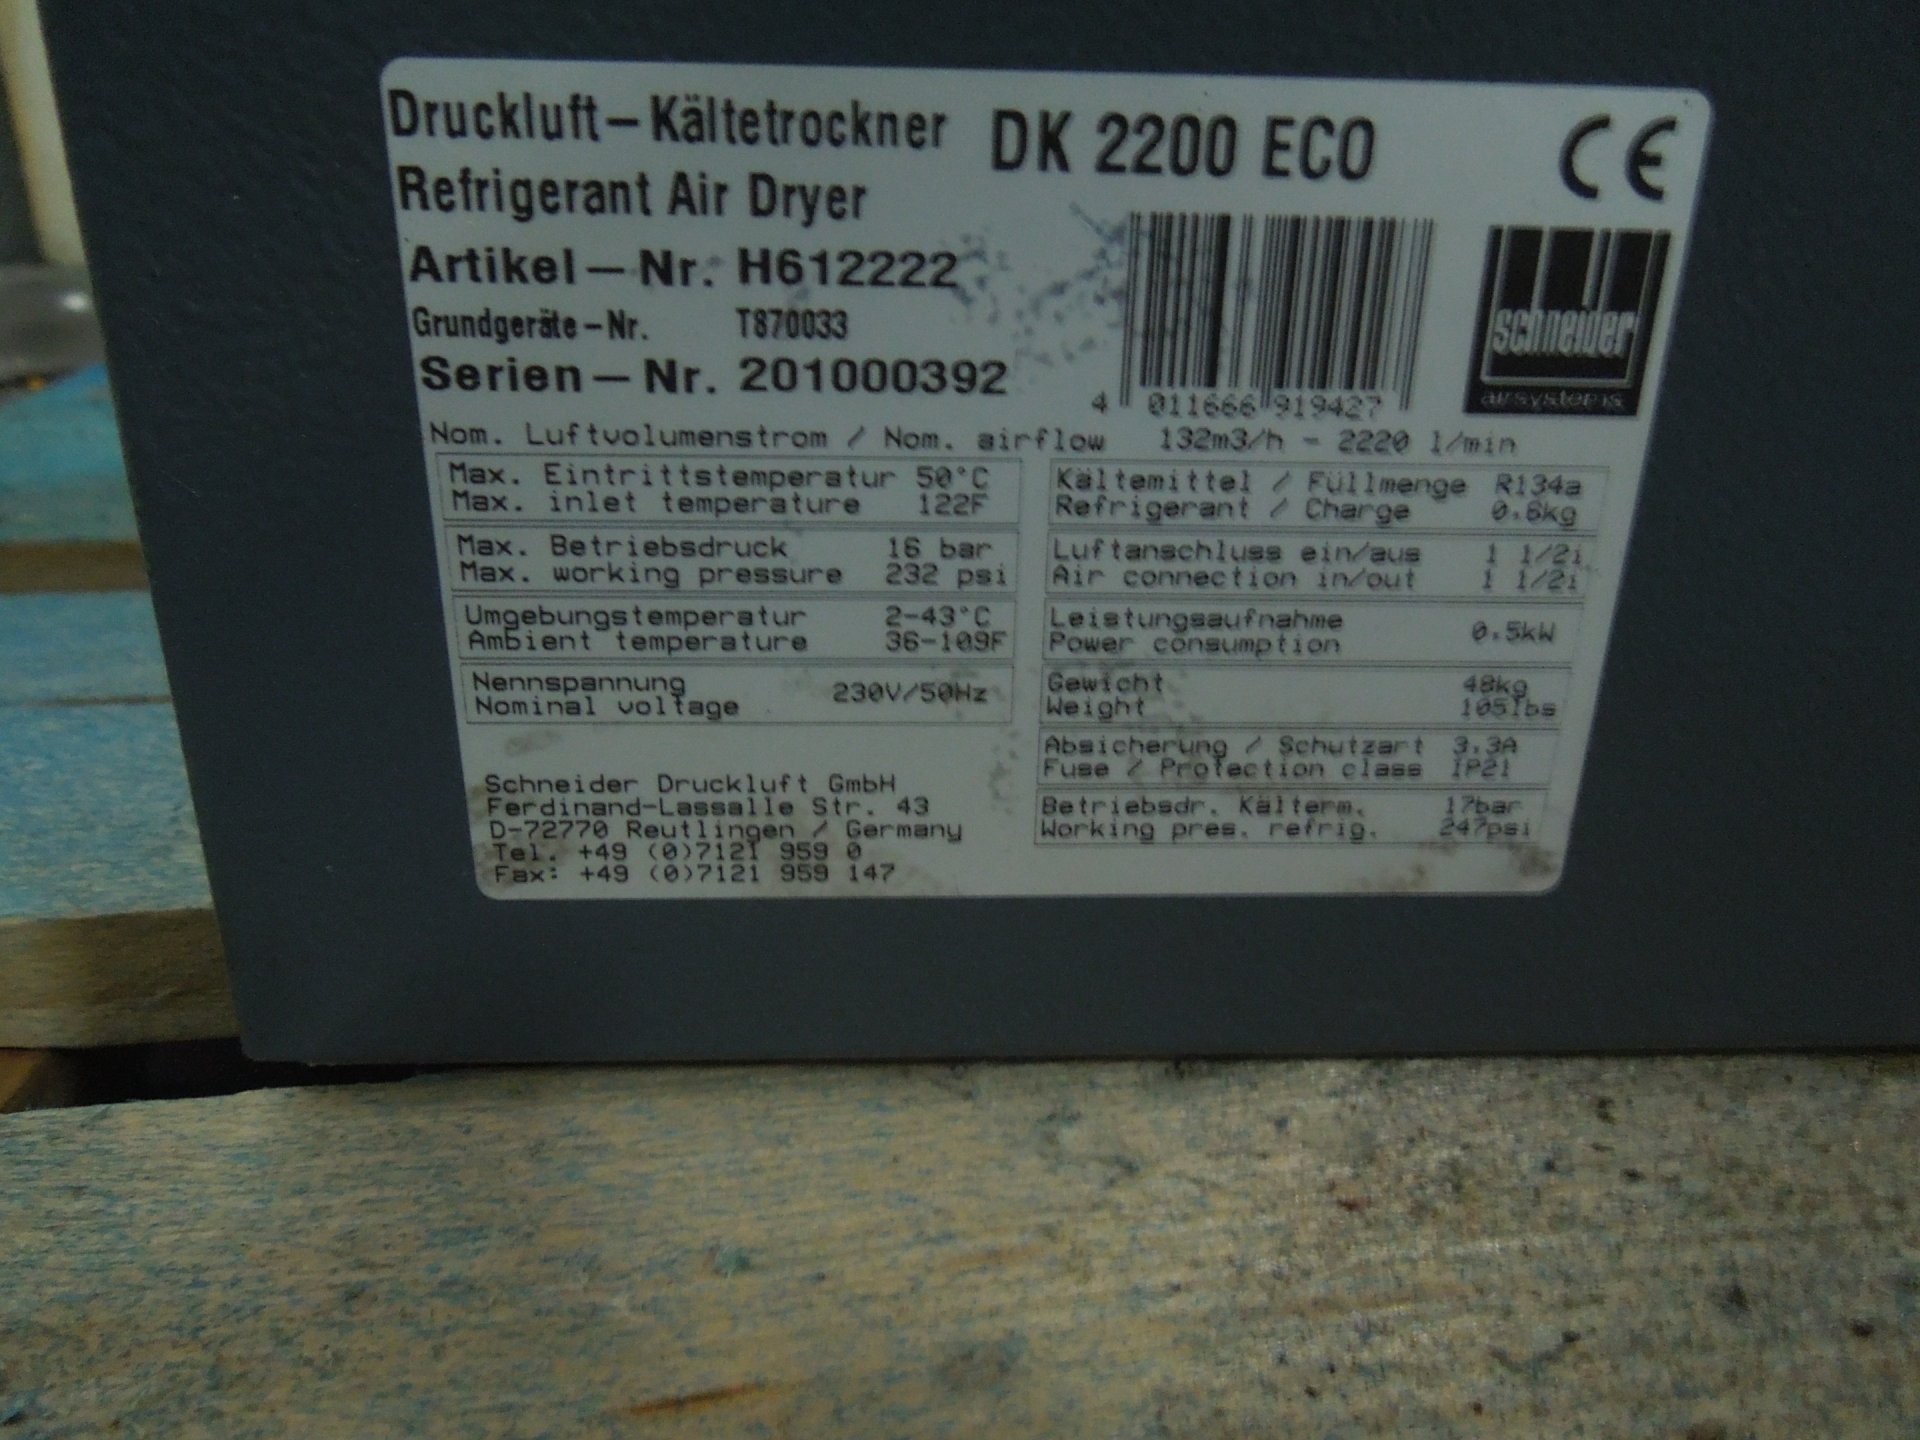 Druckluft-Kältetrockner DK 2200 ECO CE
Refrigerant Air Dryer
Artikel-Nr. H612222
Grundgeräte-Nr. T870033
schneider
airsystems
Serien-Nr. 201000392
4 011666 919427
Nom. Luftvolumenstrom / Nom. airflow 132m3/h - 2220 l/min
Max. Eintrittstemperatur 50°C
Max. inlet temperature 122F
Max. Betriebsdruck 16 bar
Max. working pressure 232 psi
Umgebungstemperatur 2-43°C
Ambient temperature 36-109F
Nennspannung
Nominal voltage 230V/50Hz
Kältemittel / Füllmenge R134a
Refrigerant / Charge 0.6kg
Luftanschluss ein/aus 1 1/2i
Air connection in/out 1 1/2i
Leistungsaufnahme
Power consumption 0.5kW
Gewicht 48kg
Weight 105lbs
Absicherung / Schutzart 3.3A
Fuse / Protection class IP21
Betriebsdr. Kälterm. 17bar
Working pres. refrig. 247psi
Schneider Druckluft GmbH
Ferdinand-Lassalle Str. 43
D-72770 Reutlingen / Germany
Tel. +49 (0)7121 959 0
Fax: +49 (0)7121 959 147